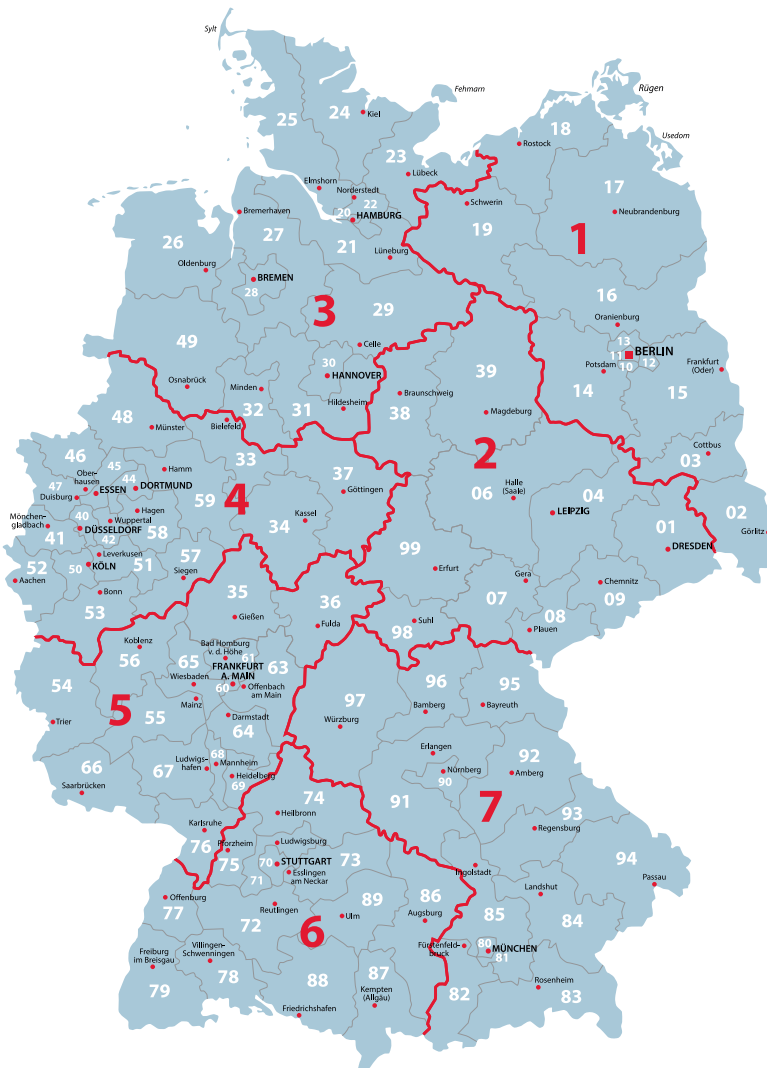 Sylt
Fehmarn
Rügen
Usedom
24
25
Kiel
18
Rostock
23
Lübeck
Elmshorn
Norderstedt
22
20
HAMBURG
17
Schwerin
Neubrandenburg
19
1
Bremerhaven
26
27
21
Lüneburg
Oldenburg
BREMEN
28
3
29
16
Oranienburg
49
Celle
13
BERLIN
11
10
12
30
HANNOVER
Potsdam
Frankfurt
(Oder)
39
14
15
Osnabrück
Minden
Hildesheim
Braunschweig
38
Magdeburg
48
32
31
Bielefeld
Münster
2
03
Cottbus
46
45
33
37
Hamm
Ober-
hausen
47
44
ESSEN
DORTMUND
Duisburg
59
4
Göttingen
Halle
(Saale)
06
04
LEIPZIG
Hagen
Mönchen-
gladbach
40
Wuppertal
DÜSSELDORF
34
Kassel
41
42
58
01
02
Görlitz
DRESDEN
Leverkusen
99
52
50
KÖLN
51
57
Siegen
Aachen
Erfurt
Gera
Chemnitz
Bonn
53
35
36
07
09
08
Gießen
Fulda
Suhl
98
Plauen
Koblenz
56
Bad Homburg
v. d. Höhe
61
65
63
FRANKFURT
A. MAIN
54
Wiesbaden
60
Offenbach
am Main
97
96
95
5
Mainz
55
Bamberg
Bayreuth
Trier
Darmstadt
64
Würzburg
Erlangen
92
66
67
68
Ludwigs-
hafen
Mannheim
Heidelberg
69
Nürnberg
90
Amberg
Saarbrücken
74
91
7
93
Heilbronn
Karlsruhe
Regensburg
76
Pforzheim
75
Ludwigsburg
70
STUTTGART
73
71
Esslingen
am Neckar
Ingolstadt
94
Passau
Offenburg
77
Reutlingen
89
86
Landshut
72
Ulm
Augsburg
85
84
6
Freiburg
im Breisgau
Villingen-
Schwenningen
Fürstenfeld-
bruck
80
MÜNCHEN
81
79
78
88
87
Kempten
(Allgäu)
82
Rosenheim
83
Friedrichshafen